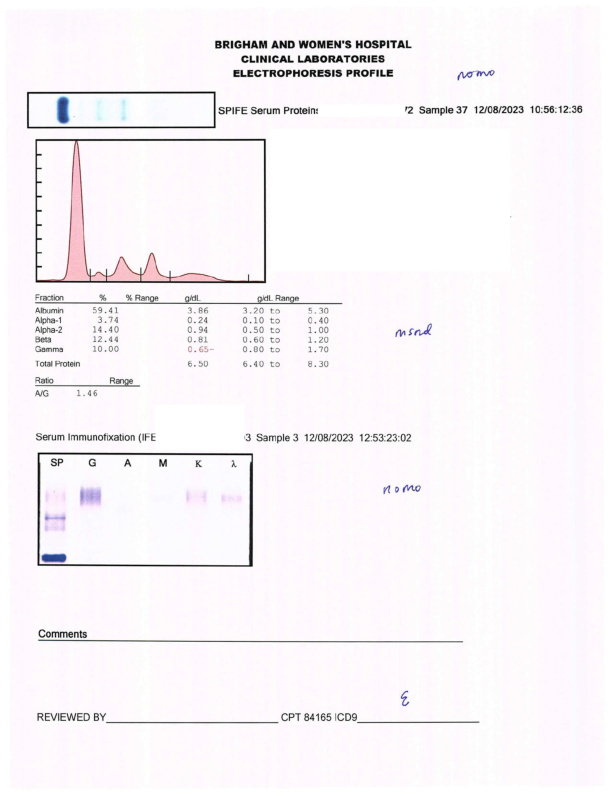 BRIGHAM AND WOMEN'S HOSPITAL
CLINICAL LABORATORIES
ELECTROPHORESIS PROFILE
nomo
SPIFE Serum Proteins '2 Sample 37 12/08/2023 10:56:12:36
Fraction % % Range g/dL g/dL Range
Albumin 59.41 3.86 3.20 to 5.30
Alpha-1 3.74 0.24 0.10 to 0.40
Alpha-2 14.40 0.94 0.50 to 1.00
Beta 12.44 0.81 0.60 to 1.20
Gamma 10.00 0.65- 0.80 to 1.70
msnd
Total Protein 6.50 6.40 to 8.30
Ratio Range
A/G 1.46
Serum Immunofixation (IFE 3 Sample 3 12/08/2023 12:53:23:02
SP G A M K λ
nomo
Comments
REVIEWED BY CPT 84165 ICD9